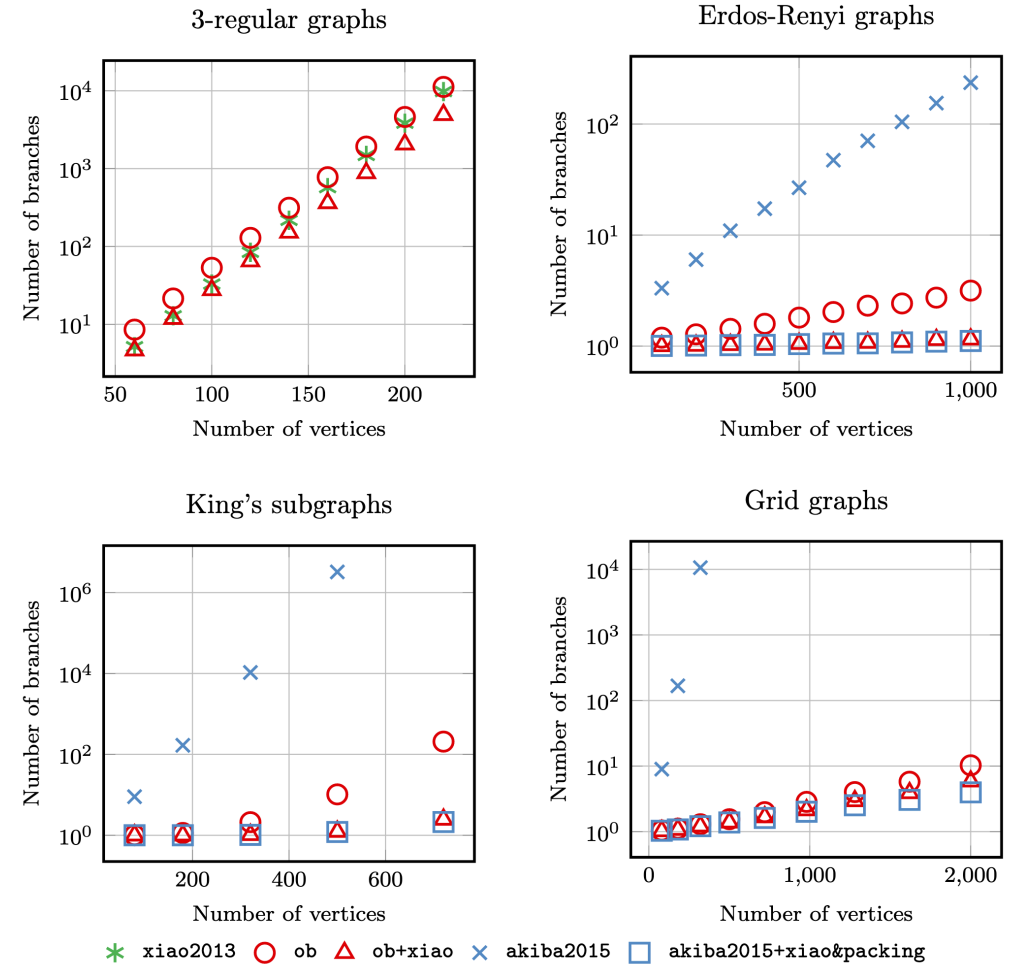 3-regular graphs
Number of branches
10^4
10^3
10^2
10^1
50 100 150 200
Number of vertices
Erdos-Renyi graphs
Number of branches
10^2
10^1
10^0
500 1,000
Number of vertices
King's subgraphs
Number of branches
10^6
10^4
10^2
10^0
200 400 600
Number of vertices
Grid graphs
Number of branches
10^4
10^3
10^2
10^1
10^0
0 1,000 2,000
Number of vertices
xiao2013 ob ob+xiao akiba2015 akiba2015+xiao&packing